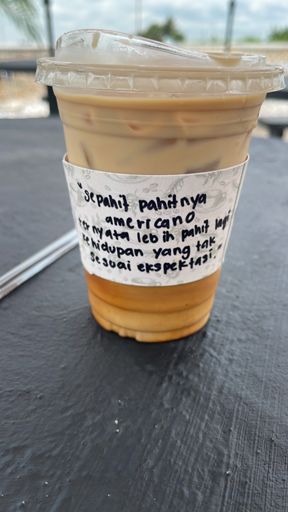 "sepahit pahitnya
americano
ternyata lebih pahit lagi
kehidupan yang tak
sesuai ekspektasi."